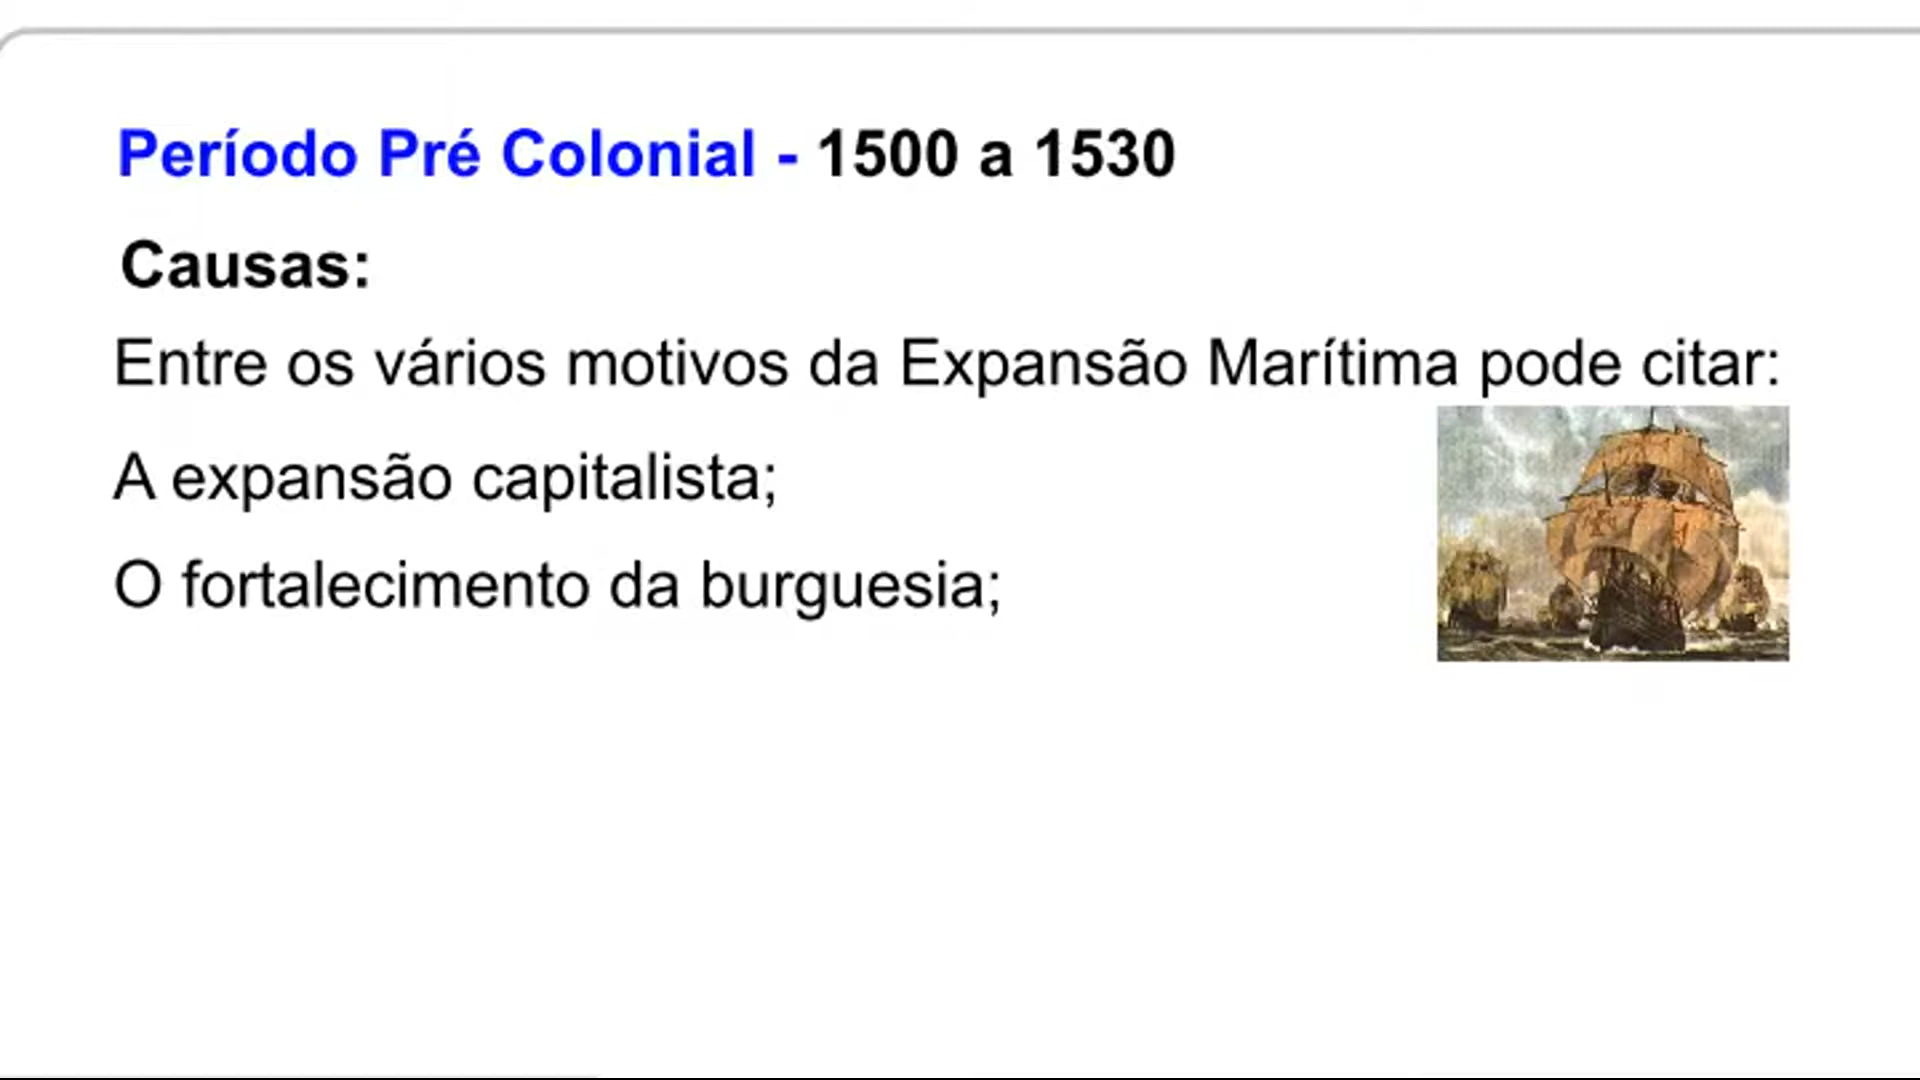 Período Pré Colonial - 1500 a 1530
Causas:
Entre os vários motivos da Expansão Marítima pode citar:
A expansão capitalista;
O fortalecimento da burguesia;